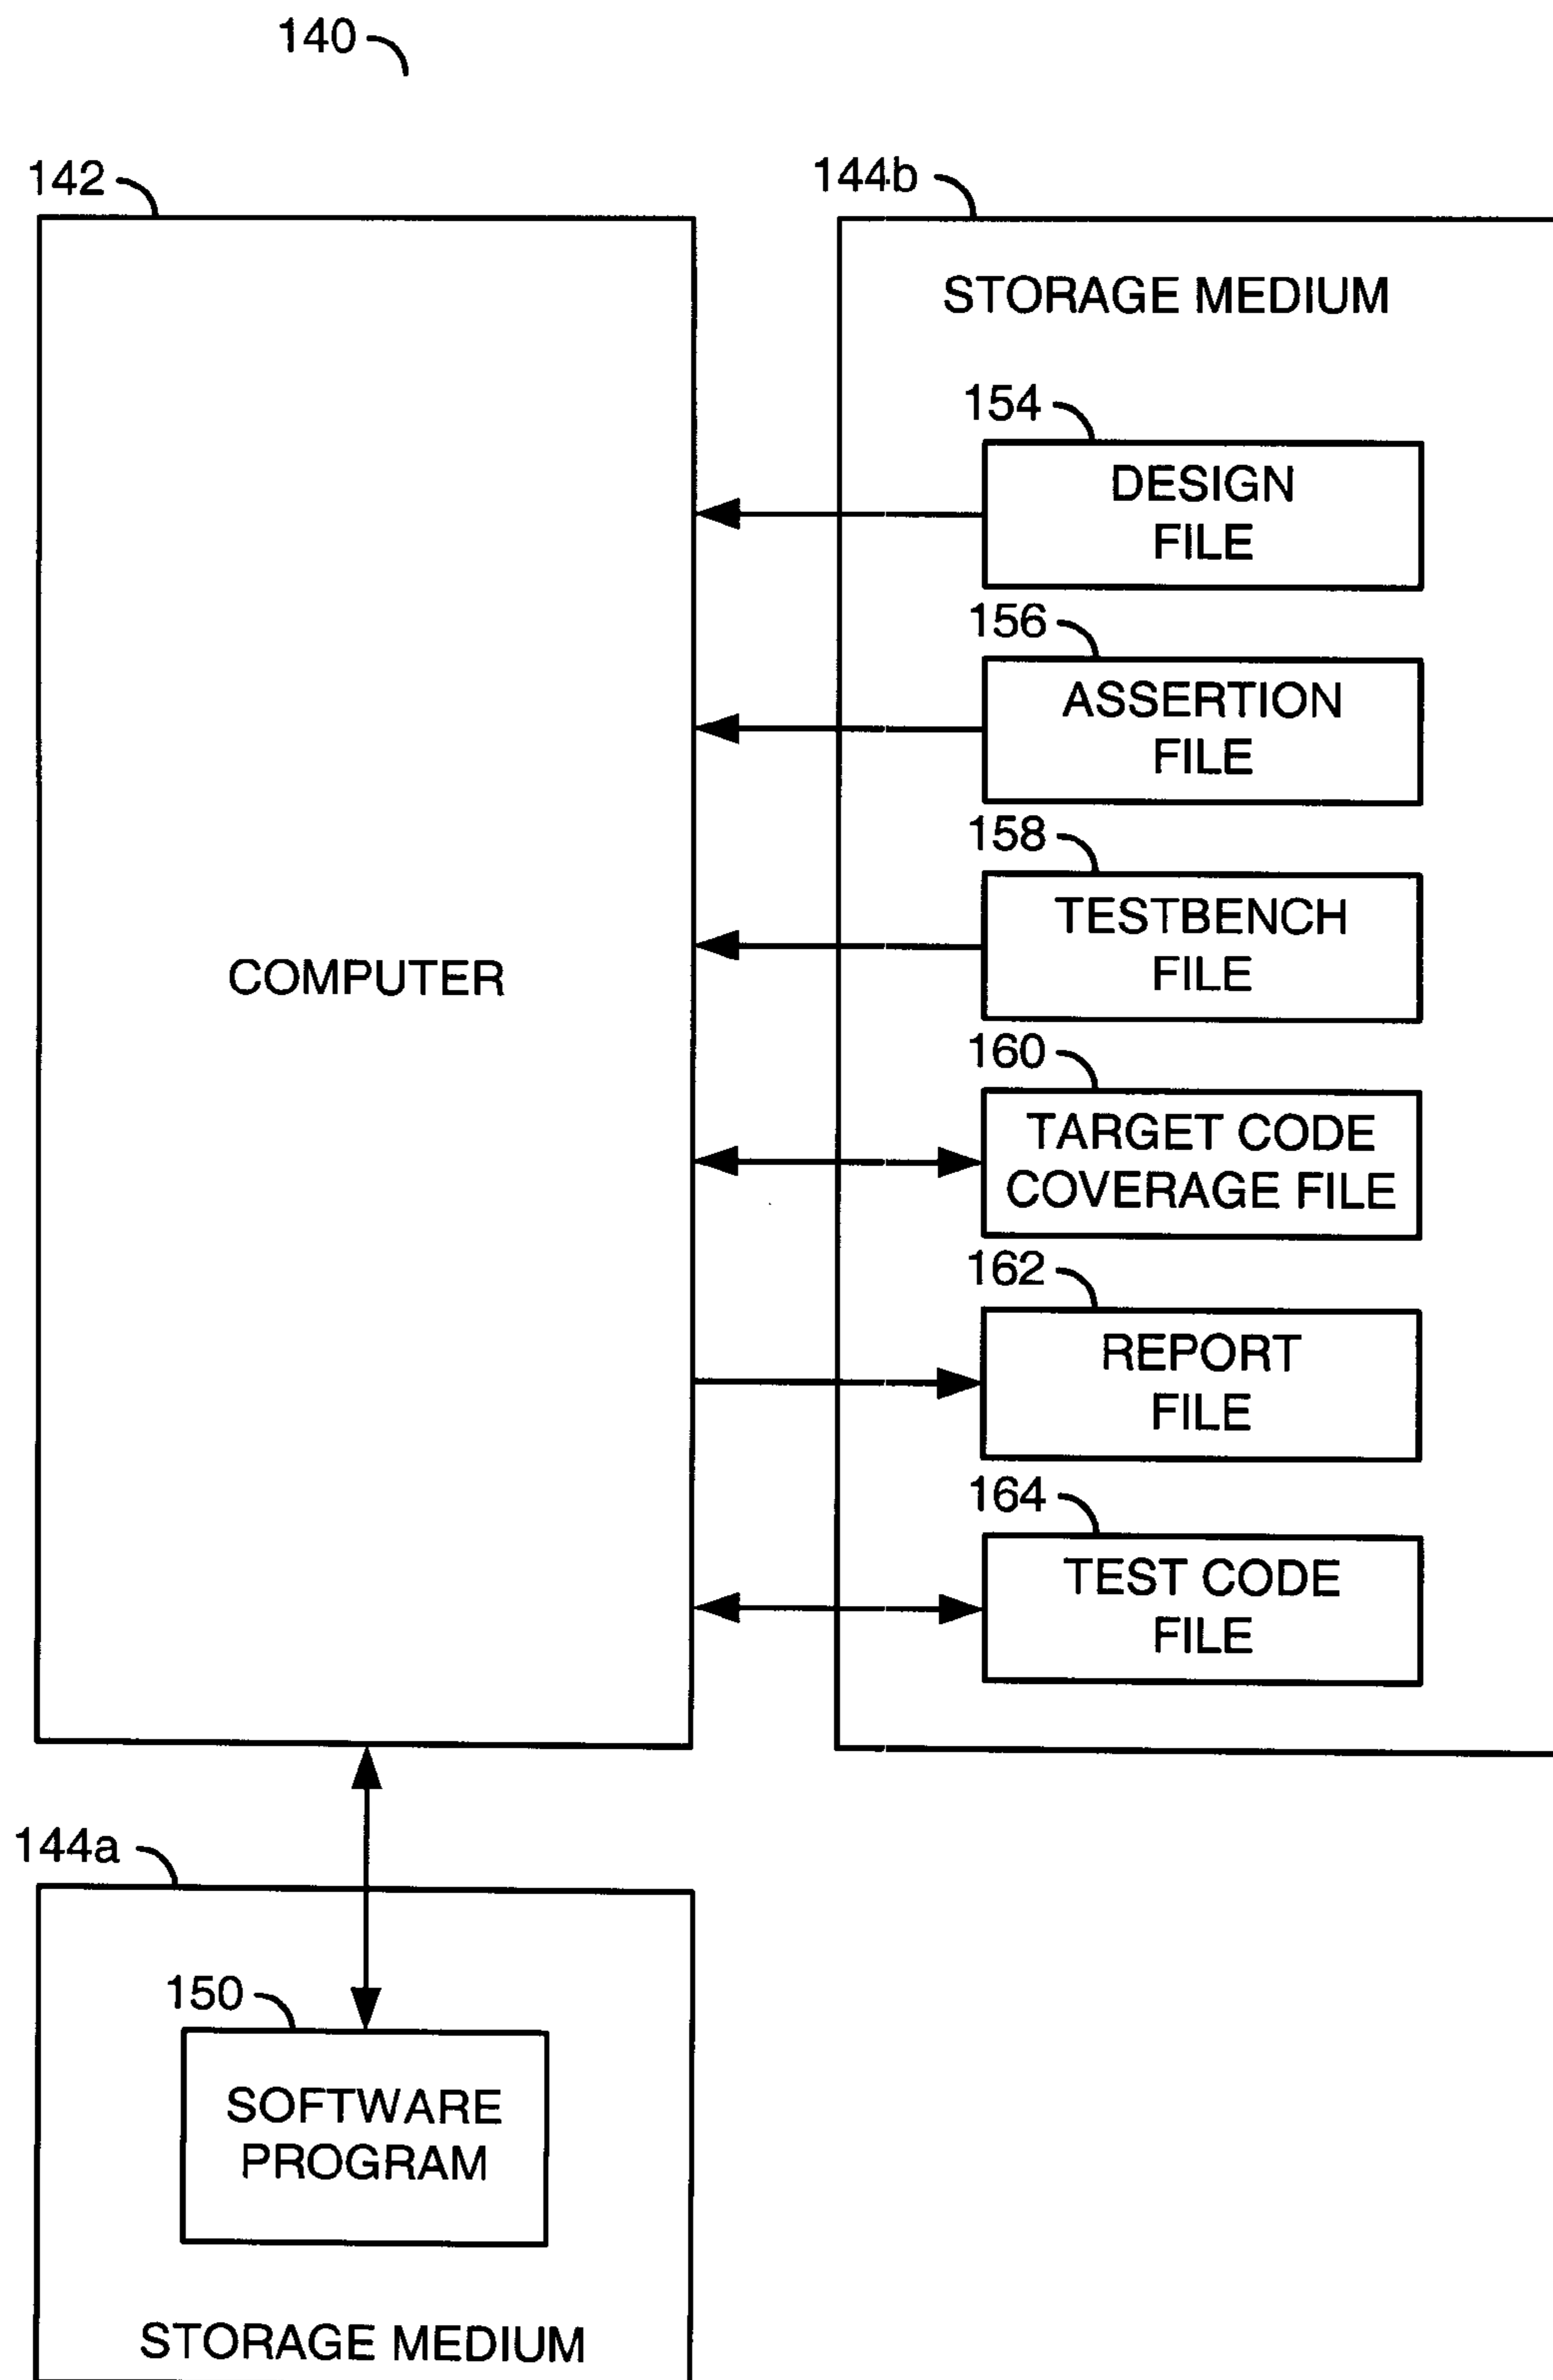 140
142
144b
STORAGE MEDIUM
154
DESIGN
FILE
156
ASSERTION
FILE
158
TESTBENCH
FILE
COMPUTER
160
TARGET CODE
COVERAGE FILE
162
REPORT
FILE
164
TEST CODE
FILE
144a
150
SOFTWARE
PROGRAM
STORAGE MEDIUM